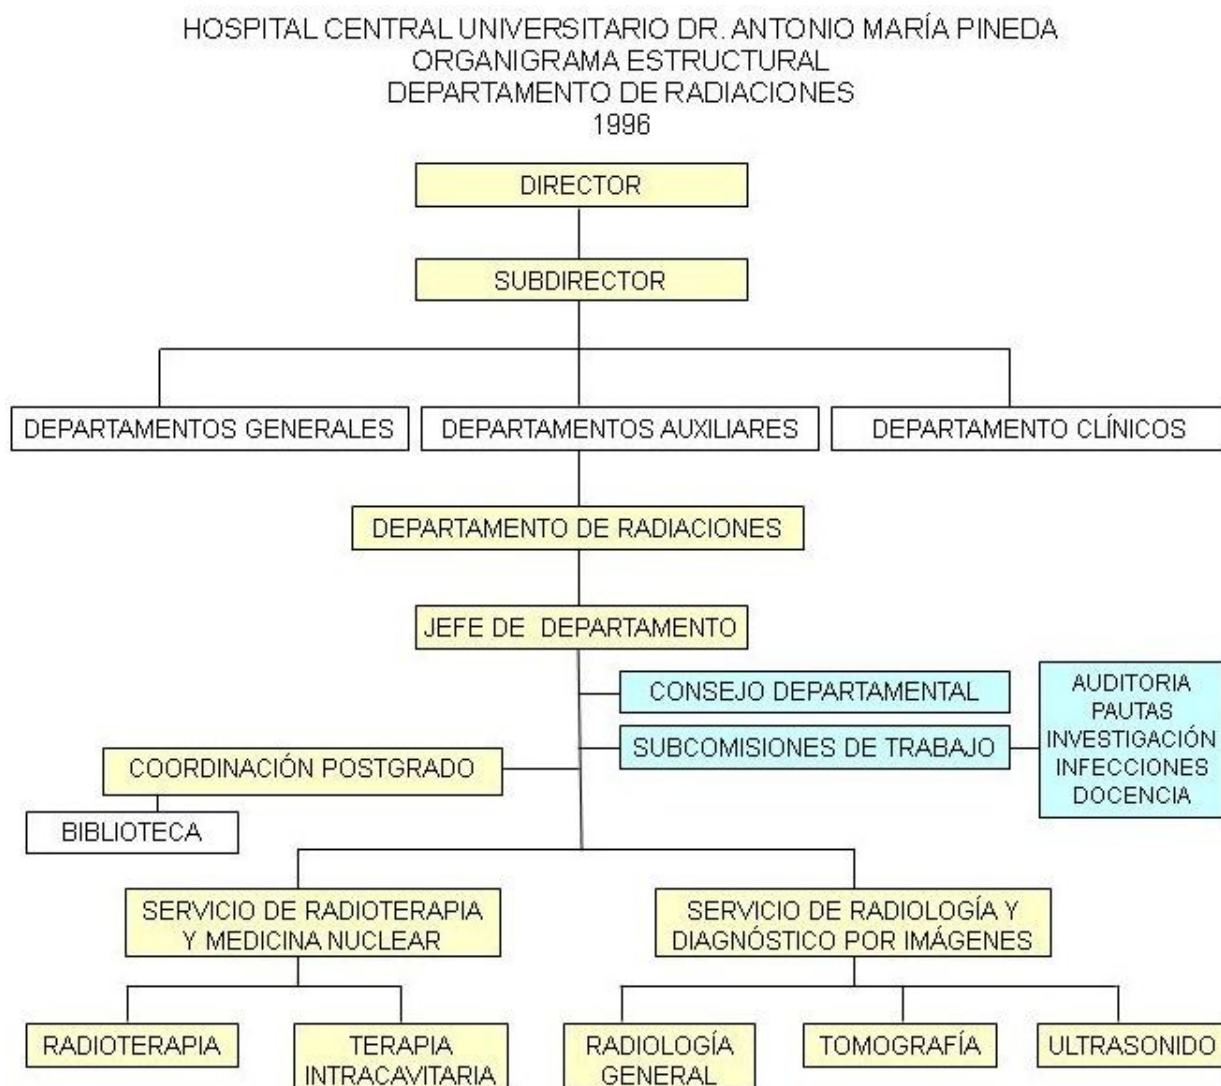 HOSPITAL CENTRAL UNIVERSITARIO DR. ANTONIO MARÍA PINEDA
ORGANIGRAMA ESTRUCTURAL
DEPARTAMENTO DE RADIACIONES
1996
DIRECTOR
SUBDIRECTOR
DEPARTAMENTOS GENERALES
DEPARTAMENTOS AUXILIARES
DEPARTAMENTO CLÍNICOS
DEPARTAMENTO DE RADIACIONES
JEFE DE DEPARTAMENTO
CONSEJO DEPARTAMENTAL
SUBCOMISIONES DE TRABAJO
AUDITORIA
PAUTAS
INVESTIGACIÓN
INFECCIONES
DOCENCIA
COORDINACIÓN POSTGRADO
BIBLIOTECA
SERVICIO DE RADIOTERAPIA
Y MEDICINA NUCLEAR
SERVICIO DE RADIOLOGÍA Y
DIAGNÓSTICO POR IMÁGENES
RADIOTERAPIA
TERAPIA
INTRACAVITARIA
RADIOLOGÍA
GENERAL
TOMOGRAFÍA
ULTRASONIDO